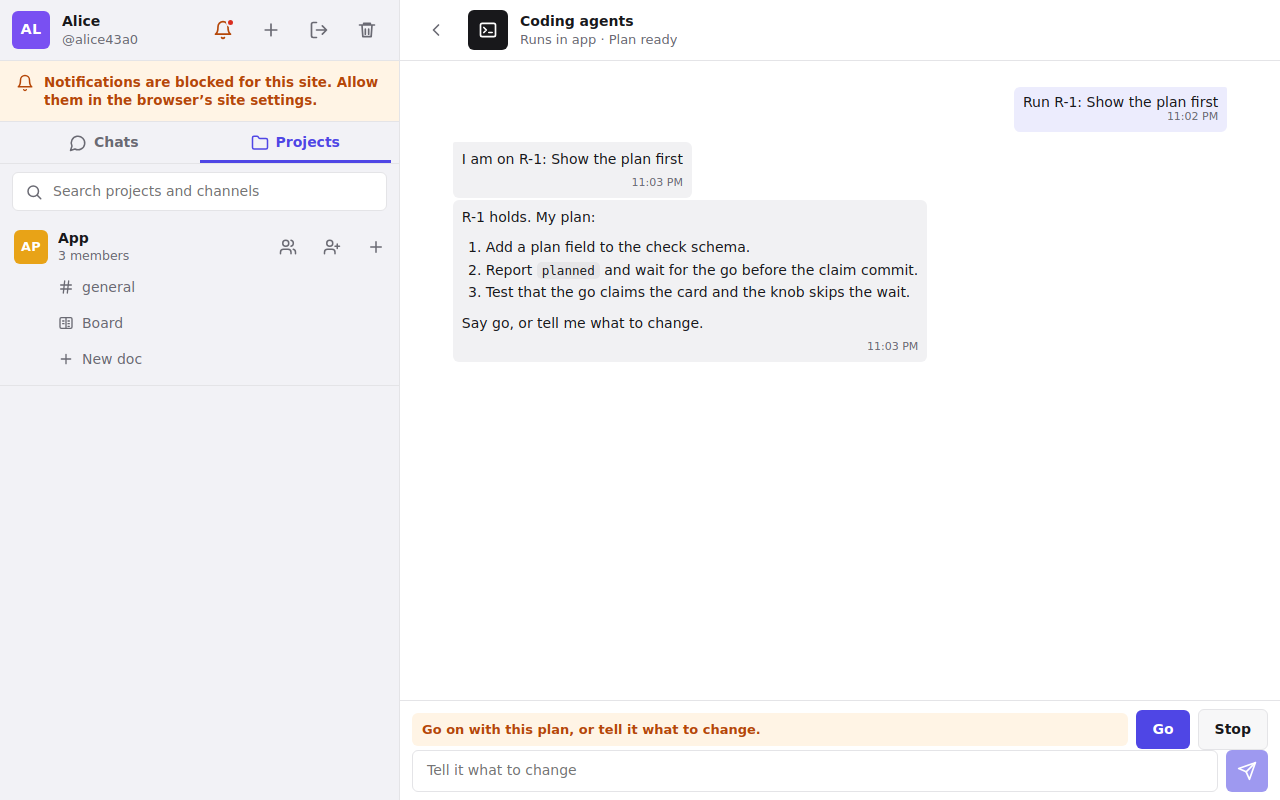 AL
Alice
@alice43a0
Notifications are blocked for this site. Allow
them in the browser’s site settings.
Chats
Projects
Search projects and channels
AP
App
3 members
general
Board
New doc
Coding agents
Runs in app · Plan ready
Run R-1: Show the plan first
11:02 PM
I am on R-1: Show the plan first
11:03 PM
R-1 holds. My plan:
1. Add a plan field to the check schema.
2. Report planned and wait for the go before the claim commit.
3. Test that the go claims the card and the knob skips the wait.
Say go, or tell me what to change.
11:03 PM
Go on with this plan, or tell it what to change.
Go
Stop
Tell it what to change